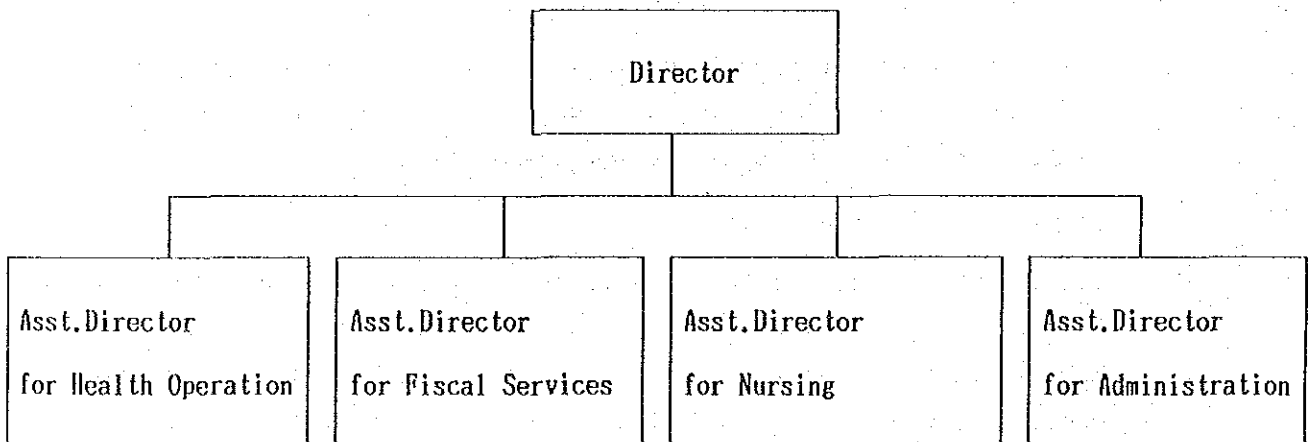 Director
Asst.Director
for Health Operation
Asst.Director
for Fiscal Services
Asst.Director
for Nursing
Asst.Director
for Administration